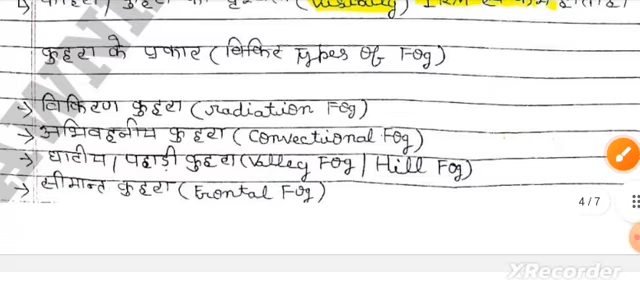 (visibility)
कुहरा के प्रकार ( Types Of Fog)
→ विकिरण कुहरा (radiation Fog)
→ अभिवहनीय कुहरा (Convectional Fog)
→ घाटीय / पहाड़ी कुहरा (Valley Fog / Hill Fog)
→ सीमान्त कुहरा (Frontal Fog)
4 / 7
XRecorder